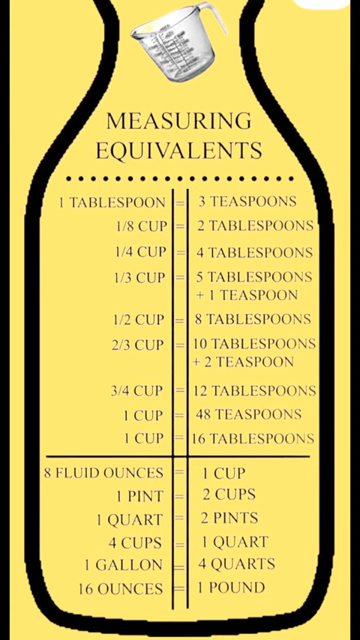 MEASURING
EQUIVALENTS
1 TABLESPOON = 3 TEASPOONS
1/8 CUP = 2 TABLESPOONS
1/4 CUP = 4 TABLESPOONS
1/3 CUP = 5 TABLESPOONS
+ 1 TEASPOON
1/2 CUP = 8 TABLESPOONS
2/3 CUP = 10 TABLESPOONS
+ 2 TEASPOON
3/4 CUP = 12 TABLESPOONS
1 CUP = 48 TEASPOONS
1 CUP = 16 TABLESPOONS
8 FLUID OUNCES = 1 CUP
1 PINT = 2 CUPS
1 QUART = 2 PINTS
4 CUPS = 1 QUART
1 GALLON = 4 QUARTS
16 OUNCES = 1 POUND